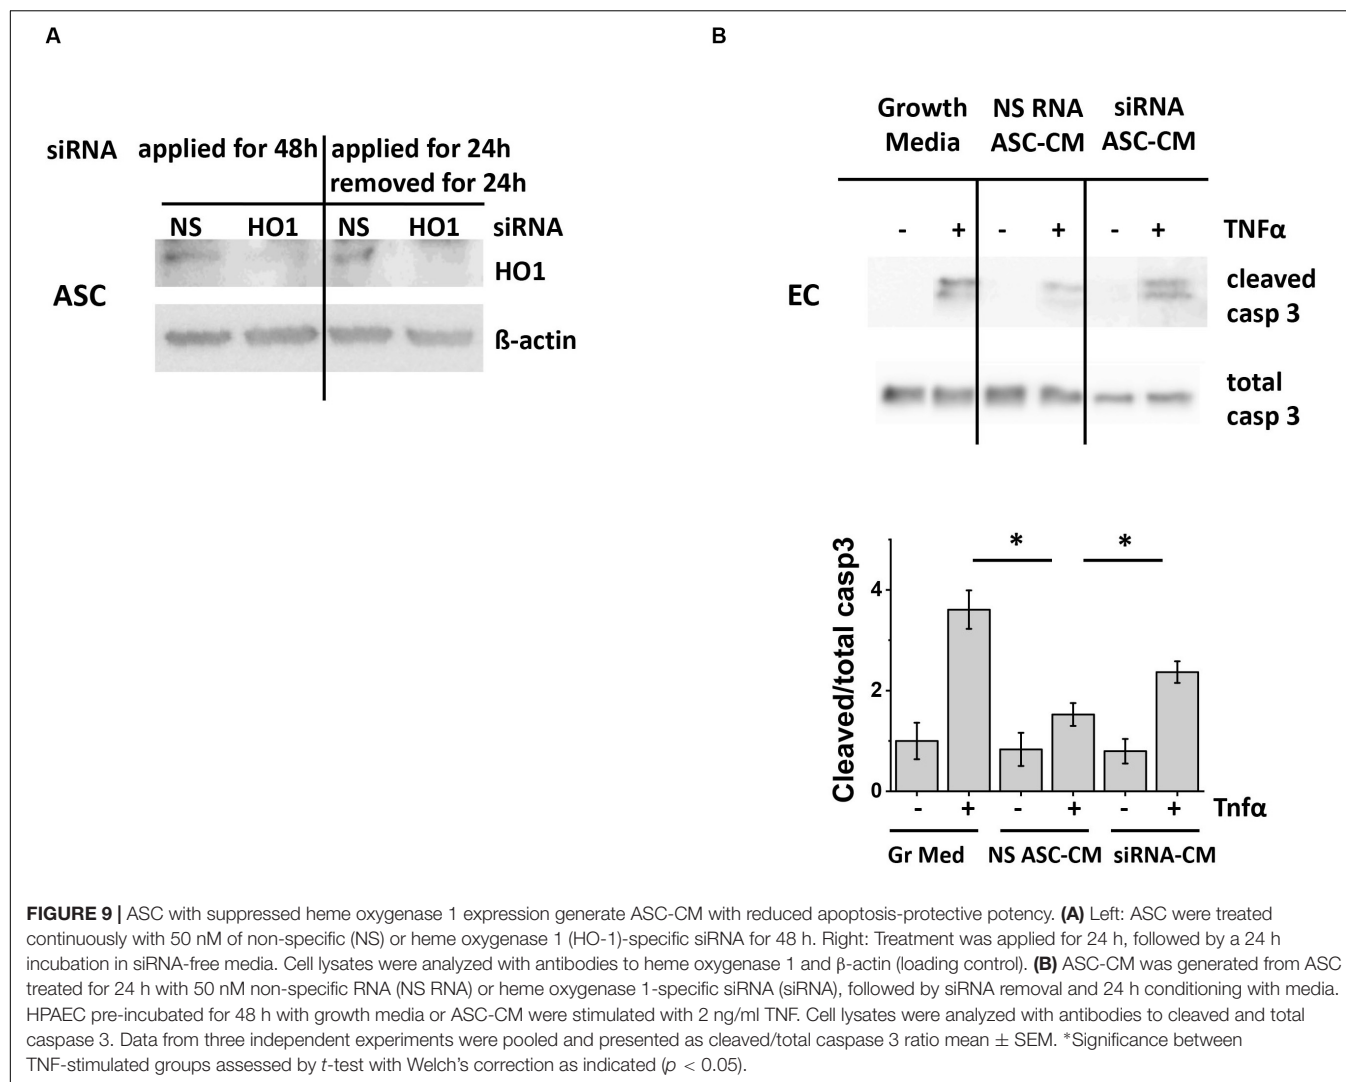 A
siRNA applied for 48h applied for 24h
removed for 24h
NS HO1 NS HO1 siRNA
HO1
ASC
ß-actin
B
Growth NS RNA siRNA
Media ASC-CM ASC-CM
- + - + - + TNFα
EC cleaved
casp 3
total
casp 3
Cleaved/total casp3
* *
4
2
0
- + - + - + Tnfα
Gr Med NS ASC-CM siRNA-CM
FIGURE 9 | ASC with suppressed heme oxygenase 1 expression generate ASC-CM with reduced apoptosis-protective potency. (A) Left: ASC were treated
continuously with 50 nM of non-specific (NS) or heme oxygenase 1 (HO-1)-specific siRNA for 48 h. Right: Treatment was applied for 24 h, followed by a 24 h
incubation in siRNA-free media. Cell lysates were analyzed with antibodies to heme oxygenase 1 and β-actin (loading control). (B) ASC-CM was generated from ASC
treated for 24 h with 50 nM non-specific RNA (NS RNA) or heme oxygenase 1-specific siRNA (siRNA), followed by siRNA removal and 24 h conditioning with media.
HPAEC pre-incubated for 48 h with growth media or ASC-CM were stimulated with 2 ng/ml TNF. Cell lysates were analyzed with antibodies to cleaved and total
caspase 3. Data from three independent experiments were pooled and presented as cleaved/total caspase 3 ratio mean ± SEM. *Significance between
TNF-stimulated groups assessed by t-test with Welch's correction as indicated (p < 0.05).